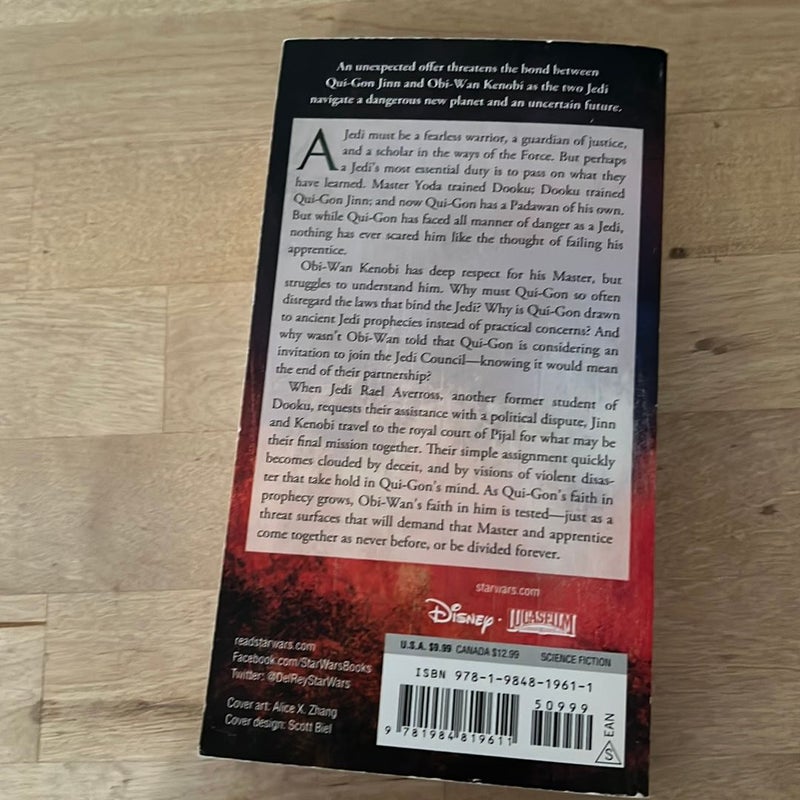 An unexpected offer threatens the bond between
Qui-Gon Jinn and Obi-Wan Kenobi as the two Jedi
navigate a dangerous new planet and an uncertain future.
A Jedi must be a fearless warrior, a guardian of justice,
and a scholar in the ways of the Force. But perhaps
a Jedi's most essential duty is to pass on what they
have learned. Master Yoda trained Dooku; Dooku trained
Qui-Gon Jinn; and now Qui-Gon has a Padawan of his own.
But while Qui-Gon has faced all manner of danger as a Jedi,
nothing has ever scared him like the thought of failing his
apprentice.
Obi-Wan Kenobi has deep respect for his Master, but
struggles to understand him. Why must Qui-Gon so often
disregard the laws that bind the Jedi? Why is Qui-Gon drawn
to ancient Jedi prophecies instead of practical concerns? And
why wasn't Obi-Wan told that Qui-Gon is considering an
invitation to join the Jedi Council—knowing it would mean
the end of their partnership?
When Jedi Rael Averross, another former student of
Dooku, requests their assistance with a political dispute, Jinn
and Kenobi travel to the royal court of Pijal for what may be
their final mission together. Their simple assignment quickly
becomes clouded by deceit, and by visions of violent disas-
ter that take hold in Qui-Gon's mind. As Qui-Gon's faith in
prophecy grows, Obi-Wan's faith in him is tested—just as a
threat surfaces that will demand that Master and apprentice
come together as never before, or be divided forever.
starwars.com
Disney · LUCASFILM
readstarwars.com
Facebook.com/StarWarsBooks
Twitter: @DelReyStarWars
Cover art: Alice X. Zhang
Cover design: Scott Biel
U.S.A. $9.99 CANADA $12.99 SCIENCE FICTION
ISBN 978-1-9848-1961-1
50999
9 781984 819611
S EAN